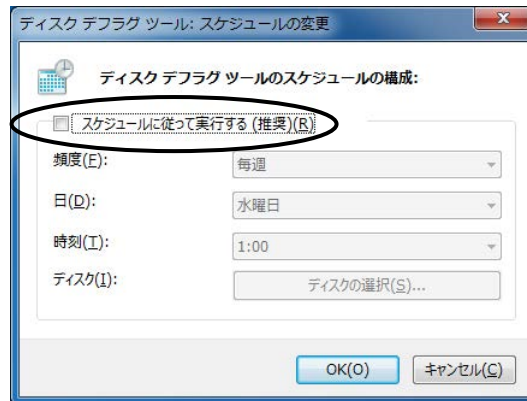 ディスク デフラグ ツール: スケジュールの変更
ディスク デフラグ ツールのスケジュールの構成:
スケジュールに従って実行する (推奨)(R)
頻度(F): 毎週
日(D): 水曜日
時刻(T): 1:00
ディスク(I): ディスクの選択(S)...
OK(O) キャンセル(C)